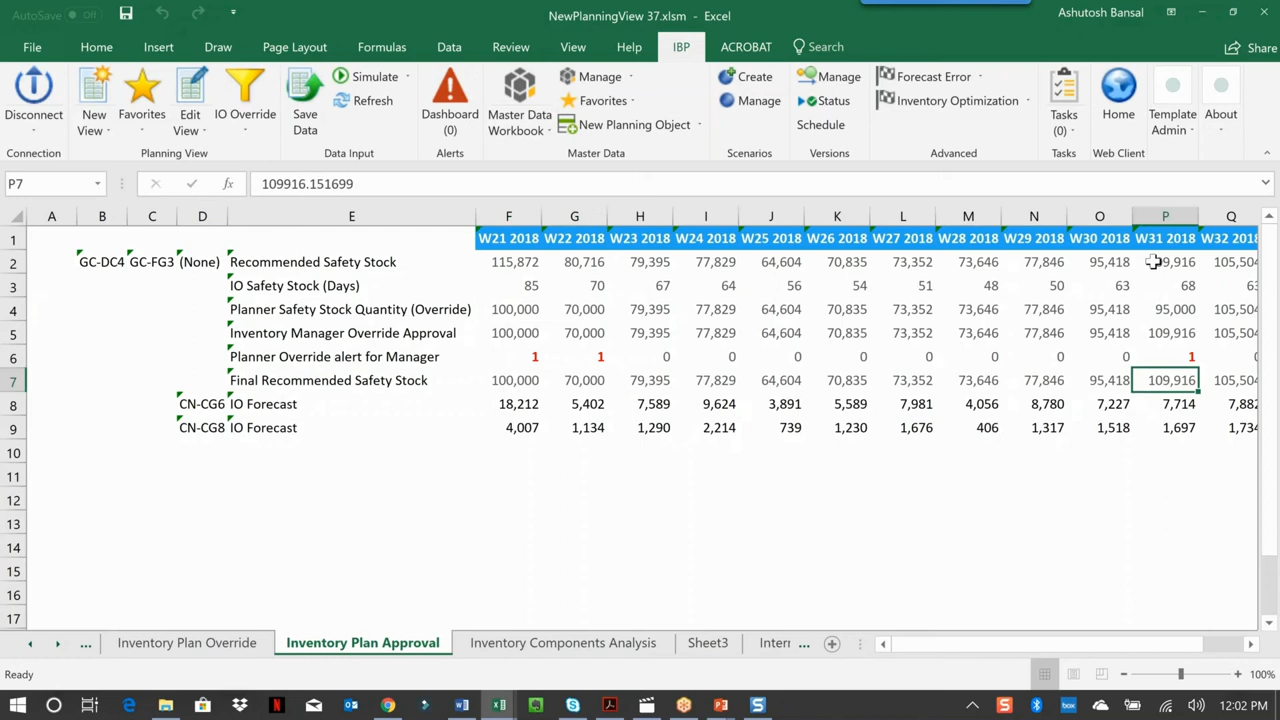 AutoSave Off NewPlanningView 37.xlsm - Excel Ashutosh Bansal
File Home Insert Draw Page Layout Formulas Data Review View Help IBP ACROBAT Search Share
Disconnect
New View
Favorites
Edit View
IO Override
Simulate
Refresh
Save Data
Dashboard (0)
Master Data Workbook
Manage
Favorites
New Planning Object
Create
Manage
Manage
Status
Schedule
Forecast Error
Inventory Optimization
Tasks (0)
Home
Template Admin
About
Connection Planning View Data Input Alerts Master Data Scenarios Versions Advanced Tasks Web Client
P7 fx 109916.151699
A B C D E F G H I J K L M N O P Q
1 W21 2018 W22 2018 W23 2018 W24 2018 W25 2018 W26 2018 W27 2018 W28 2018 W29 2018 W30 2018 W31 2018 W32 2018
2 GC-DC4 GC-FG3 (None) Recommended Safety Stock 115,872 80,716 79,395 77,829 64,604 70,835 73,352 73,646 77,846 95,418 9,916 105,504
3 IO Safety Stock (Days) 85 70 67 64 56 54 51 48 50 63 68 63
4 Planner Safety Stock Quantity (Override) 100,000 70,000 79,395 77,829 64,604 70,835 73,352 73,646 77,846 95,418 95,000 105,504
5 Inventory Manager Override Approval 100,000 70,000 79,395 77,829 64,604 70,835 73,352 73,646 77,846 95,418 109,916 105,504
6 Planner Override alert for Manager 1 1 0 0 0 0 0 0 0 0 1 0
7 Final Recommended Safety Stock 100,000 70,000 79,395 77,829 64,604 70,835 73,352 73,646 77,846 95,418 109,916 105,504
8 CN-CG6 IO Forecast 18,212 5,402 7,589 9,624 3,891 5,589 7,981 4,056 8,780 7,227 7,714 7,882
9 CN-CG8 IO Forecast 4,007 1,134 1,290 2,214 739 1,230 1,676 406 1,317 1,518 1,697 1,734
10
11
12
13
14
15
16
17
... Inventory Plan Override Inventory Plan Approval Inventory Components Analysis Sheet3 Interr ...
Ready 100%
12:02 PM